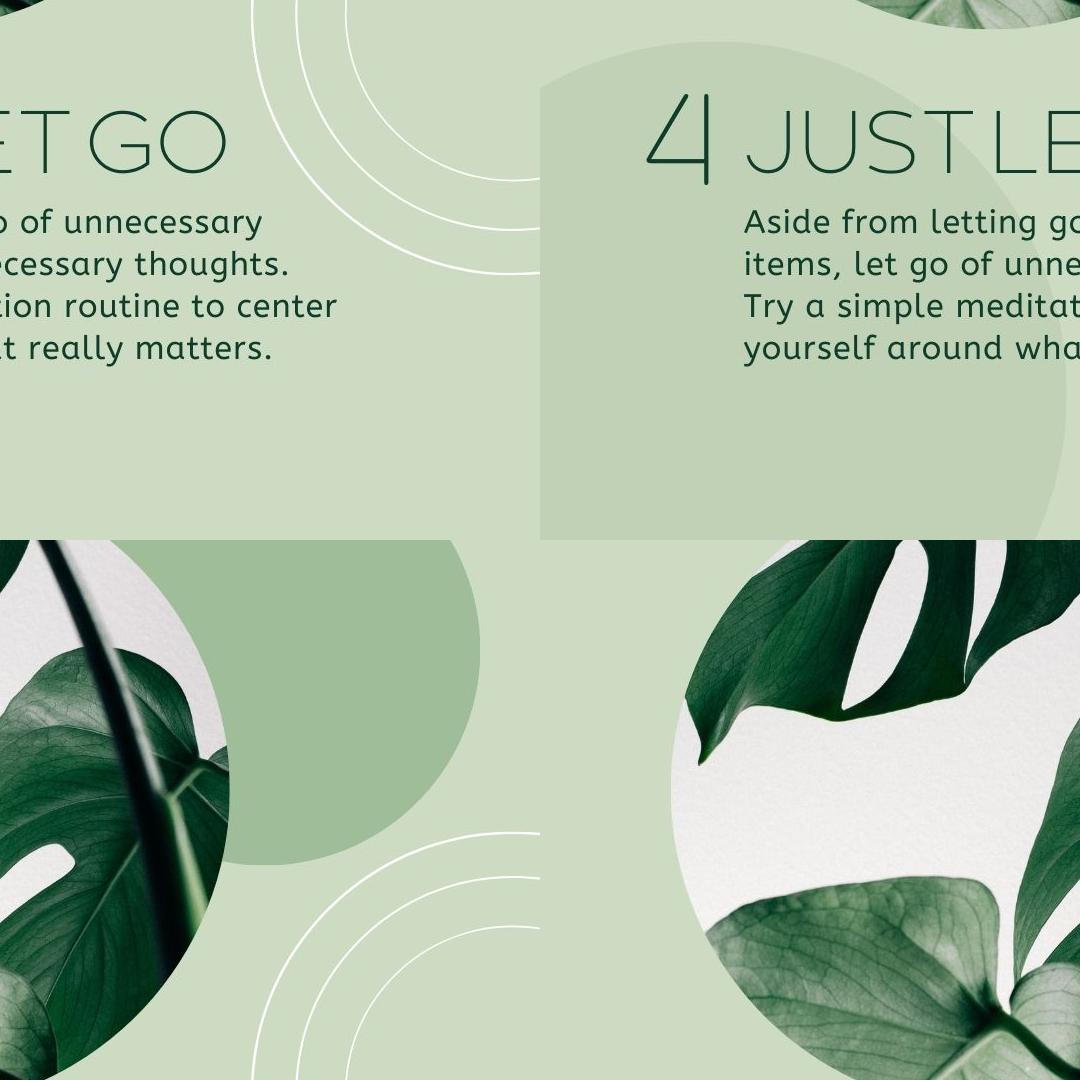 ET GO
o of unnecessary
ecessary thoughts.
tion routine to center
t really matters.
4 JUST LE
Aside from letting go
items, let go of unne
Try a simple meditat
yourself around wha